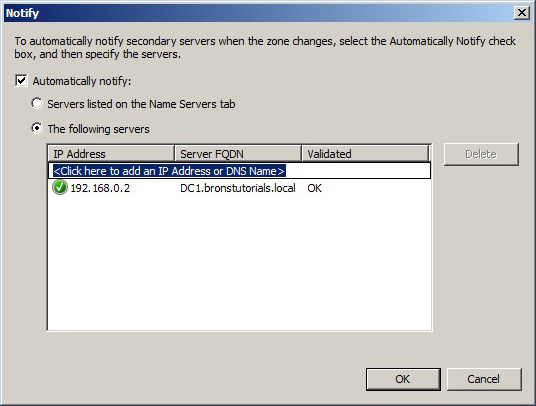 Notify
To automatically notify secondary servers when the zone changes, select the Automatically Notify check
box, and then specify the servers.
Automatically notify:
Servers listed on the Name Servers tab
The following servers
IP Address Server FQDN Validated
<Click here to add an IP Address or DNS Name>
192.168.0.2 DC1.bronstutorials.local OK
Delete
OK Cancel